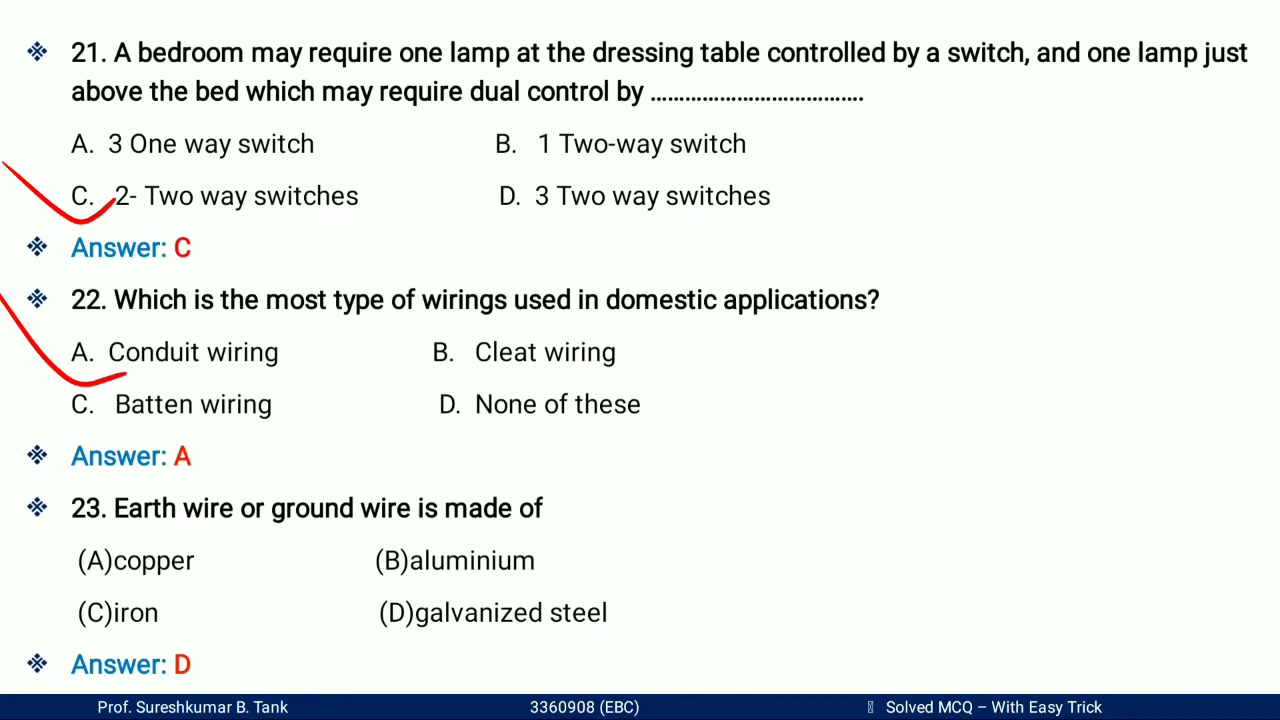 ❖ 21. A bedroom may require one lamp at the dressing table controlled by a switch, and one lamp just
above the bed which may require dual control by ........................................
A. 3 One way switch B. 1 Two-way switch
C. 2- Two way switches D. 3 Two way switches
❖ Answer: C
❖ 22. Which is the most type of wirings used in domestic applications?
A. Conduit wiring B. Cleat wiring
C. Batten wiring D. None of these
❖ Answer: A
❖ 23. Earth wire or ground wire is made of
(A)copper (B)aluminium
(C)iron (D)galvanized steel
❖ Answer: D
Prof. Sureshkumar B. Tank 3360908 (EBC) Solved MCQ – With Easy Trick